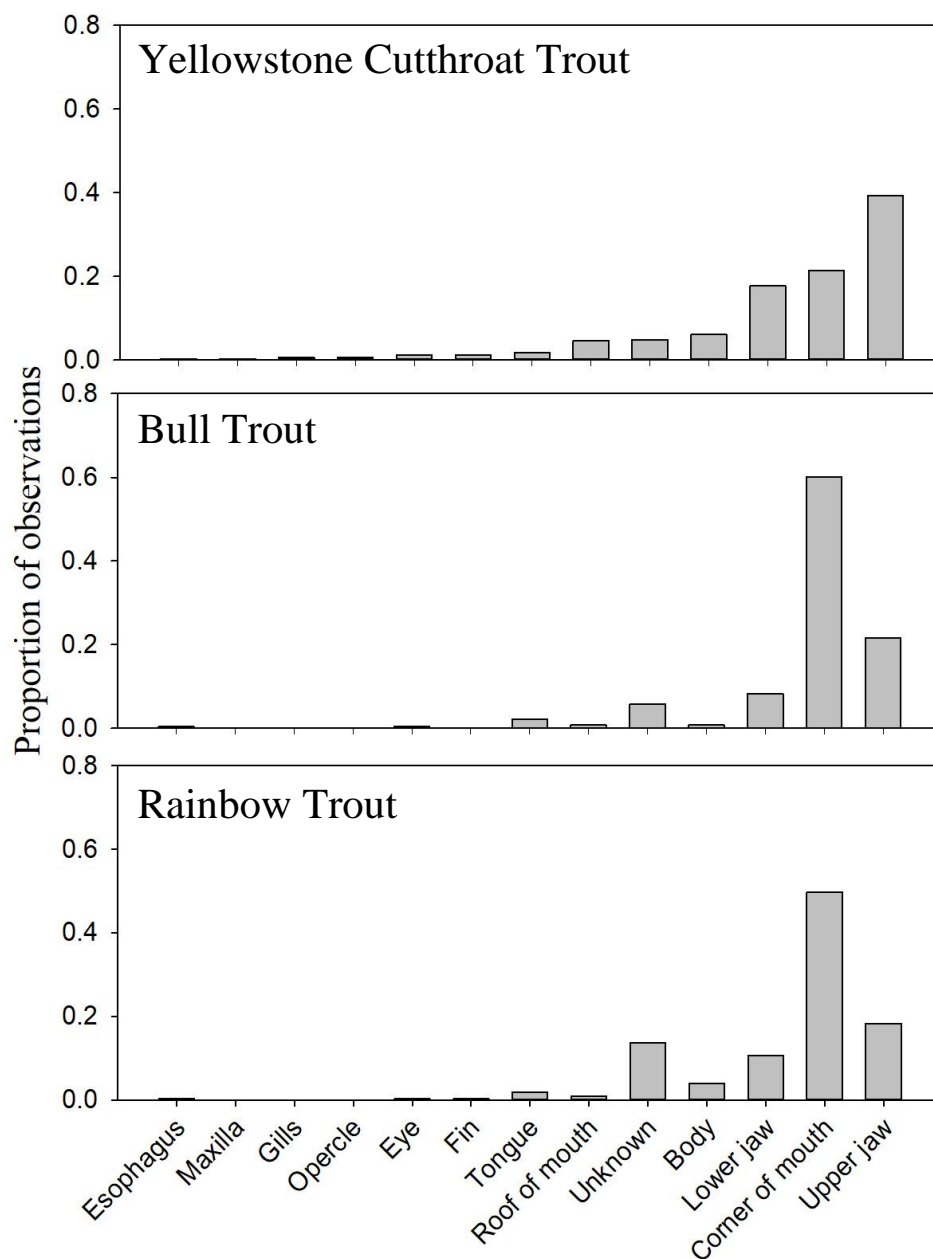 Proportion of observations
0.8
0.6
0.4
0.2
0.0
Yellowstone Cutthroat Trout
0.8
0.6
0.4
0.2
0.0
Bull Trout
0.8
0.6
0.4
0.2
0.0
Rainbow Trout
Esophagus
Maxilla
Gills
Opercle
Eye
Fin
Tongue
Roof of mouth
Unknown
Body
Lower jaw
Corner of mouth
Upper jaw